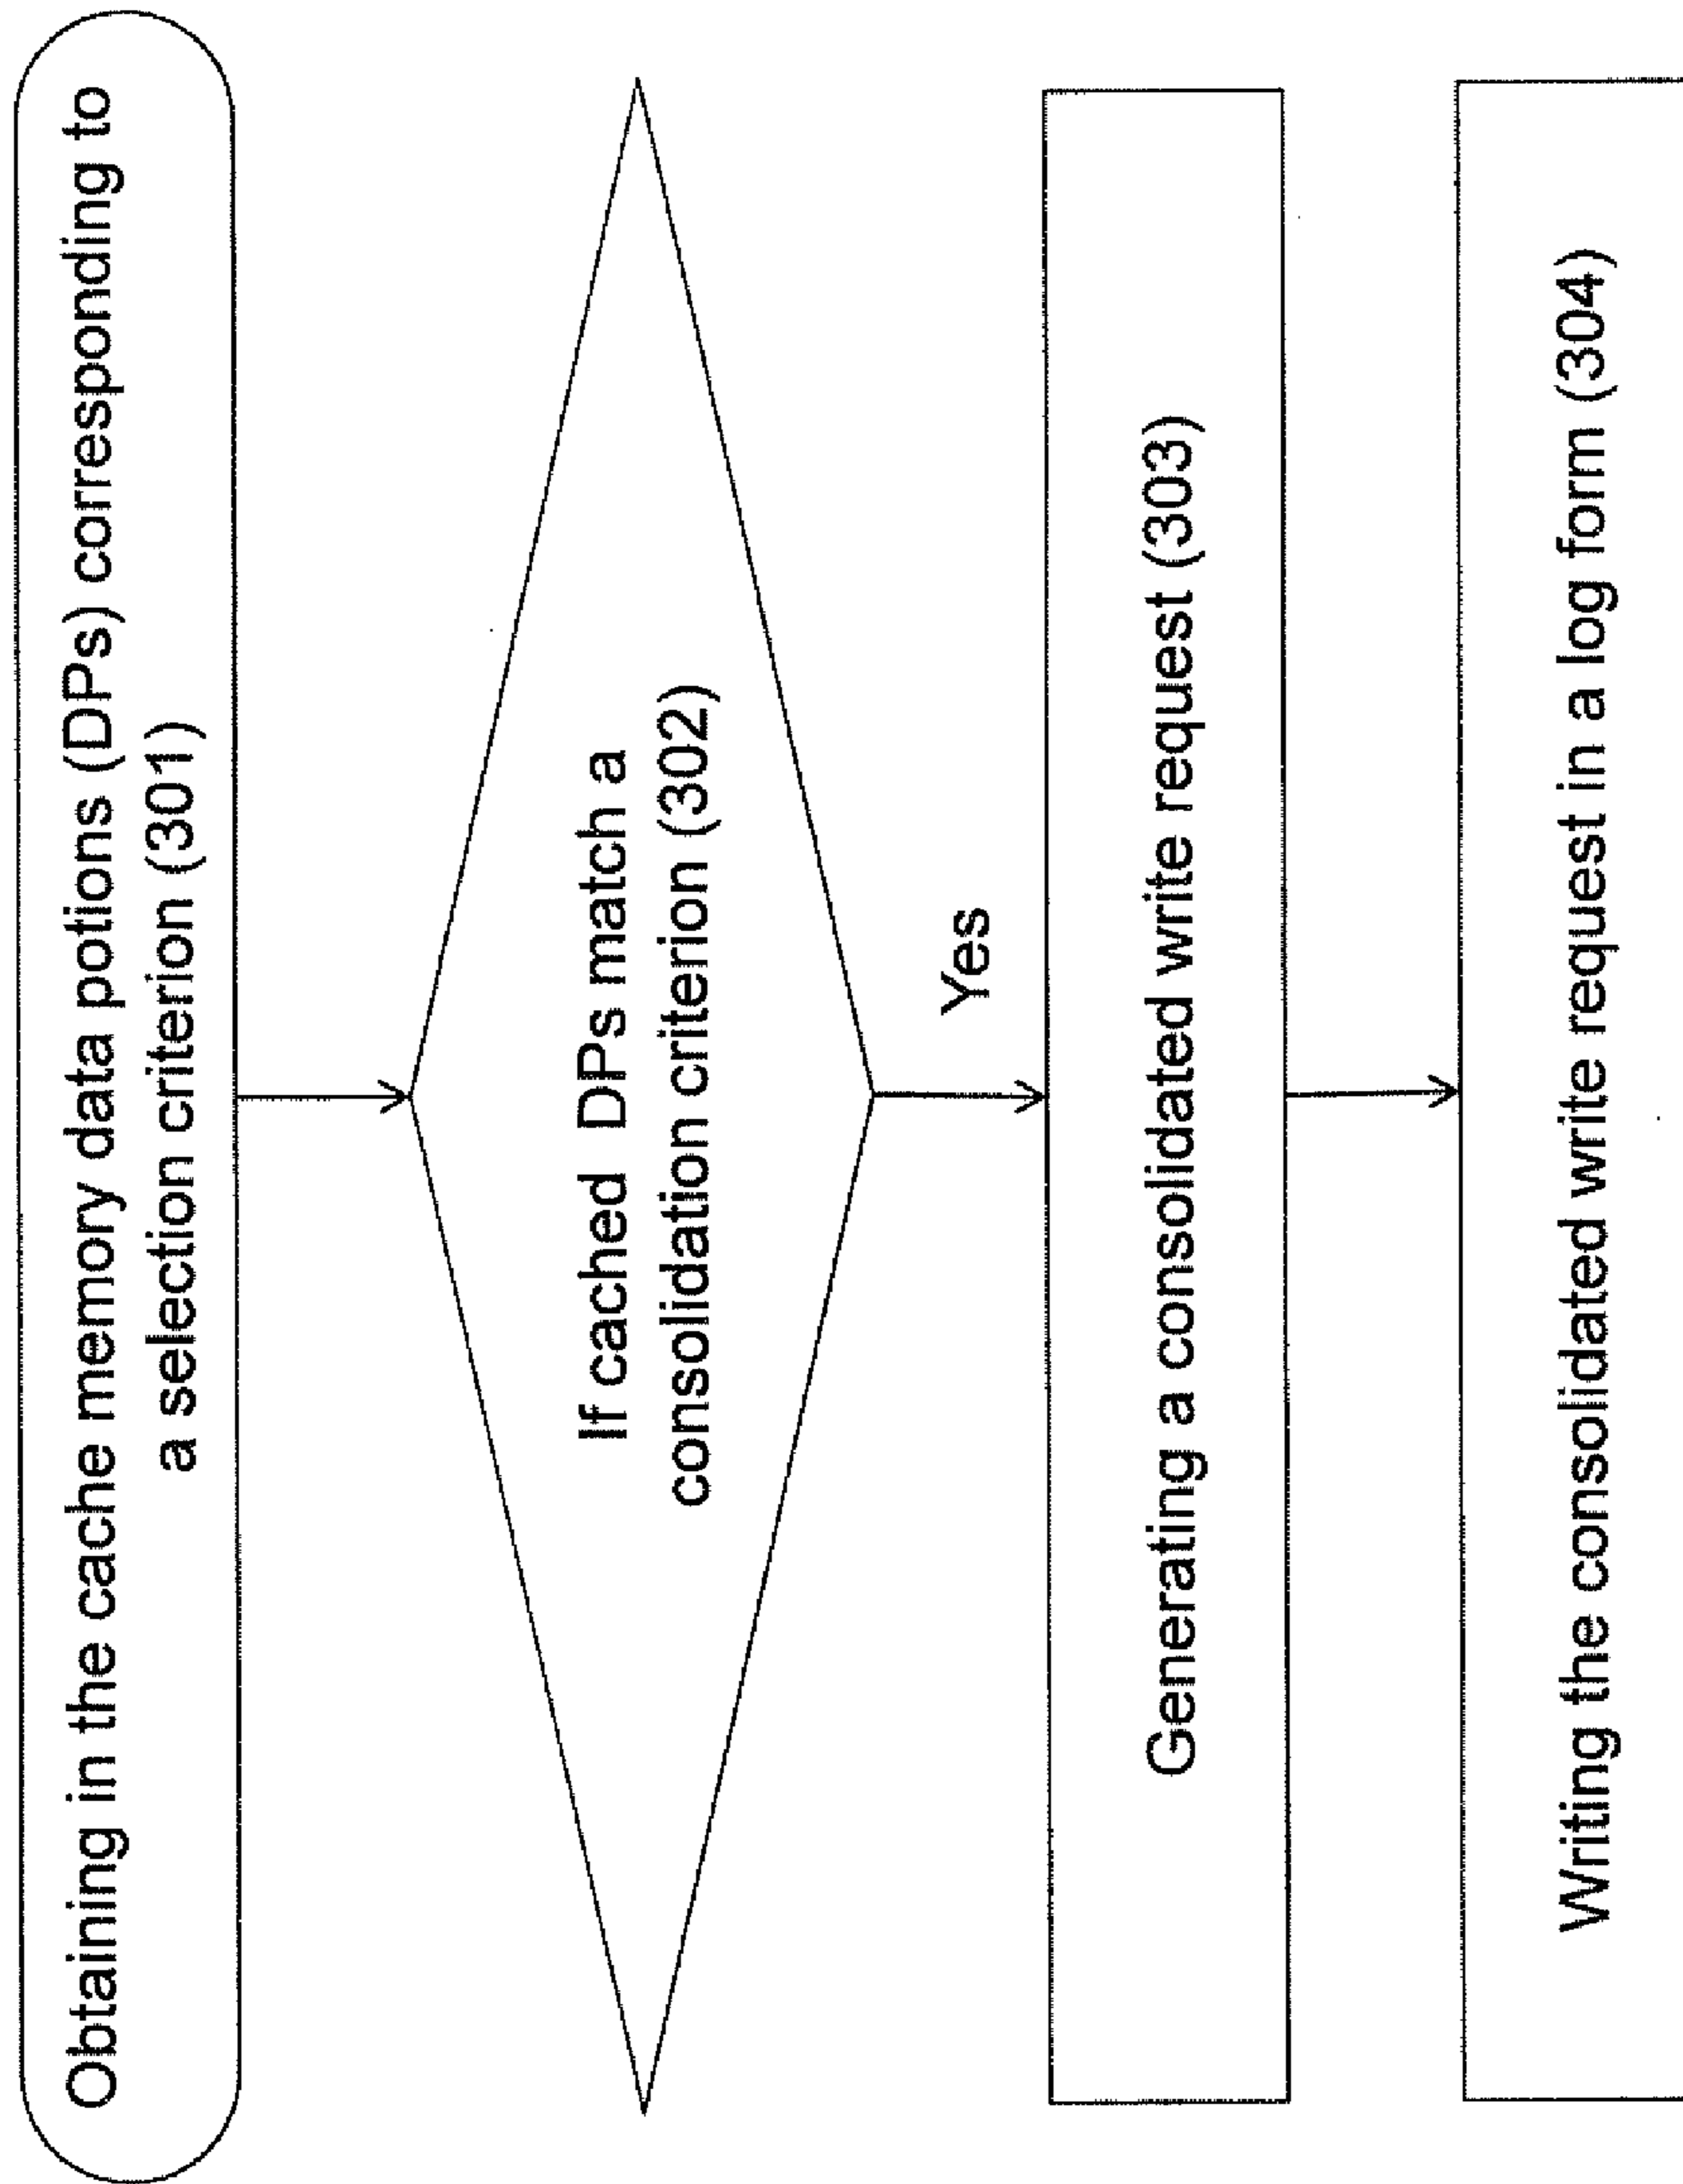 Obtaining in the cache memory data potions (DPs) corresponding to
a selection criterion (301)
If cached DPs match a
consolidation criterion (302)
Yes
Generating a consolidated write request (303)
Writing the consolidated write request in a log form (304)